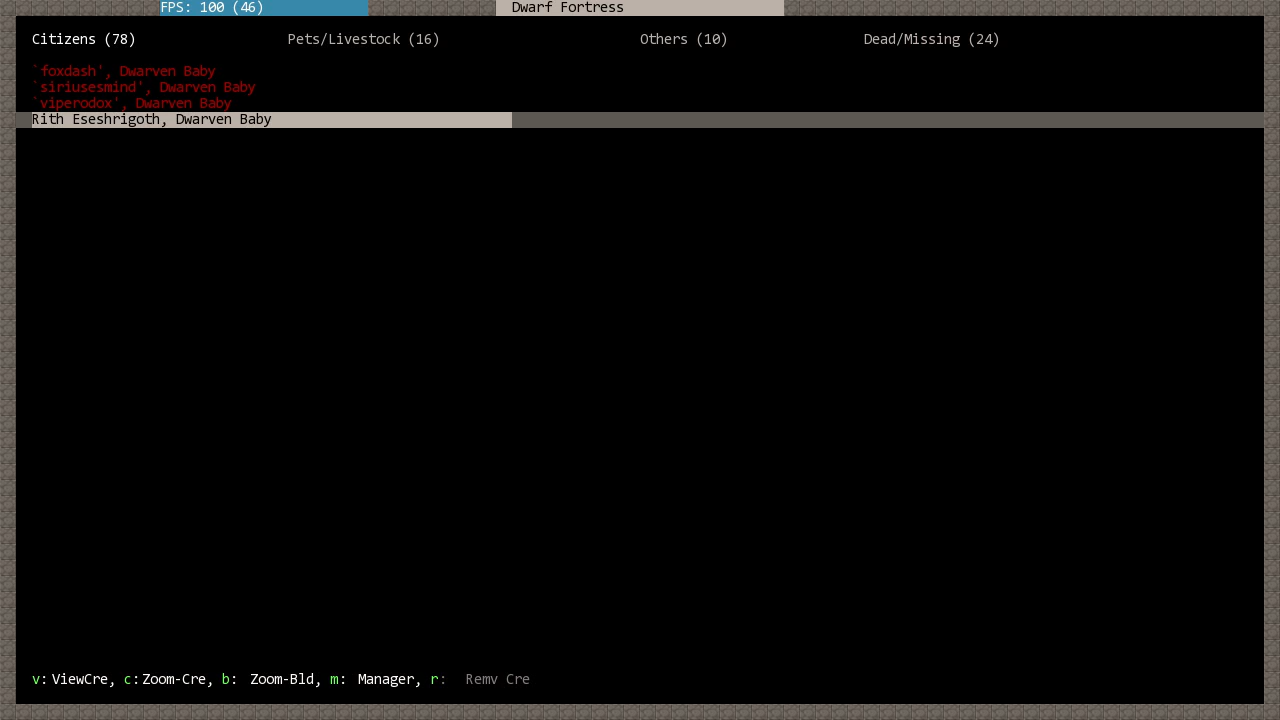 FPS: 100 (46) Dwarf Fortress
Citizens (78) Pets/Livestock (16) Others (10) Dead/Missing (24)
`foxdash', Dwarven Baby
`siriusesmind', Dwarven Baby
`viperodox', Dwarven Baby
Rith Eseshrigoth, Dwarven Baby
v: ViewCre, c: Zoom-Cre, b: Zoom-Bld, m: Manager, r: Remv Cre